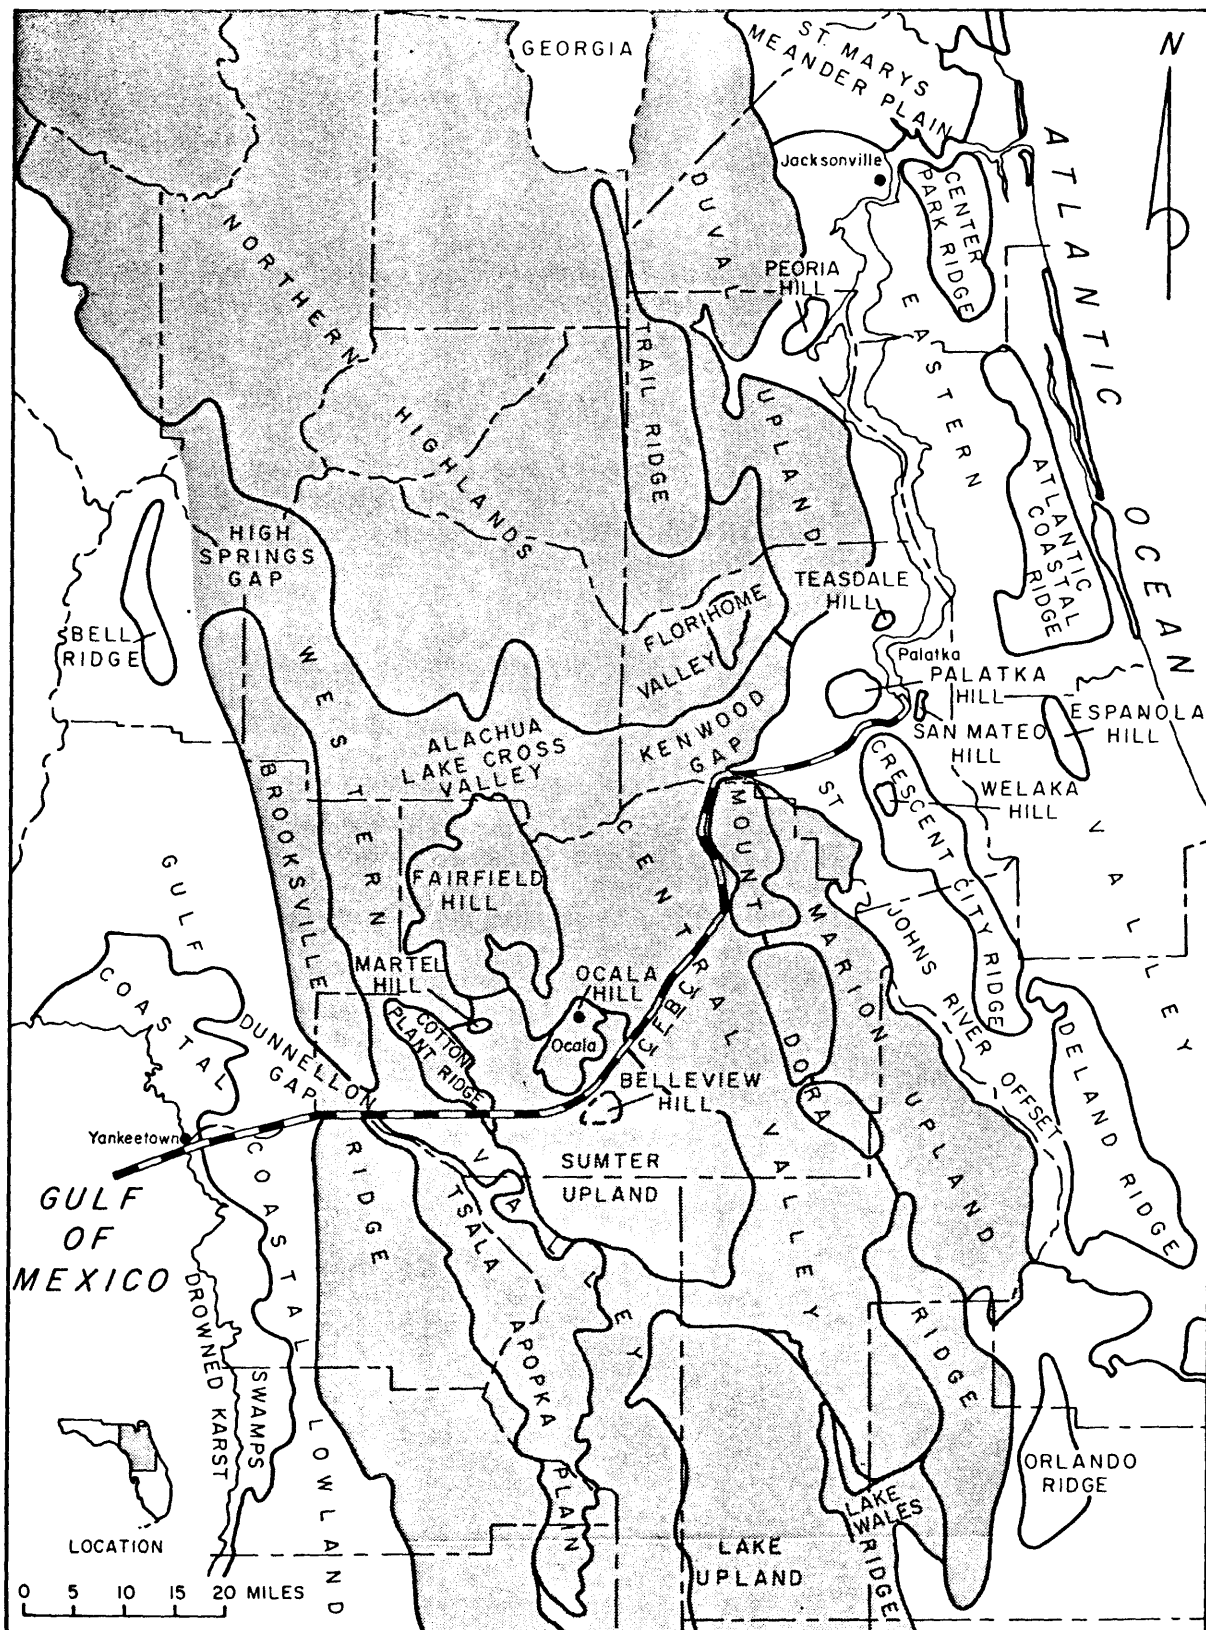 GEORGIA
ST. MARYS
MEANDER PLAIN
N
Jacksonville
ATLANTIC
OCEAN
CENTER
PARK RIDGE
DUVAL
UPLAND
PEORIA
HILL
NORTHERN
HIGHLANDS
TRAIL
RIDGE
EASTERN
VALLEY
ATLANTIC
COASTAL
RIDGE
HIGH
SPRINGS
GAP
BELL
RIDGE
TEASDALE
HILL
FLORIHOME
VALLEY
Palatka
PALATKA
HILL
SAN MATEO
HILL
ESPANOLA
HILL
KENWOOD
GAP
WESTERN
VALLEY
ALACHUA
LAKE CROSS
VALLEY
WELAKA
HILL
CRESCENT
CITY
RIDGE
BROOKSVILLE
RIDGE
FAIRFIELD
HILL
CENTRAL
VALLEY
MOUNT
DORA
RIDGE
MARION
UPLAND
ST
JOHNS
RIVER
OFFSET
GULF
COASTAL
LOWLAND
COASTAL
MARTEL
HILL
OCALA
HILL
Ocala
COTTON
PLANT RIDGE
CSFBC
DUNNELLON
GAP
BELLEVIEW
HILL
DELAND
RIDGE
Yankeetown
SUMTER
UPLAND
TSALA
APOPKA
PLAIN
GULF
OF
MEXICO
DROWNED KARST
SWAMPS
ORLANDO
RIDGE
LAKE
WALES
RIDGE
LAKE
UPLAND
LOCATION
0 5 10 15 20 MILES